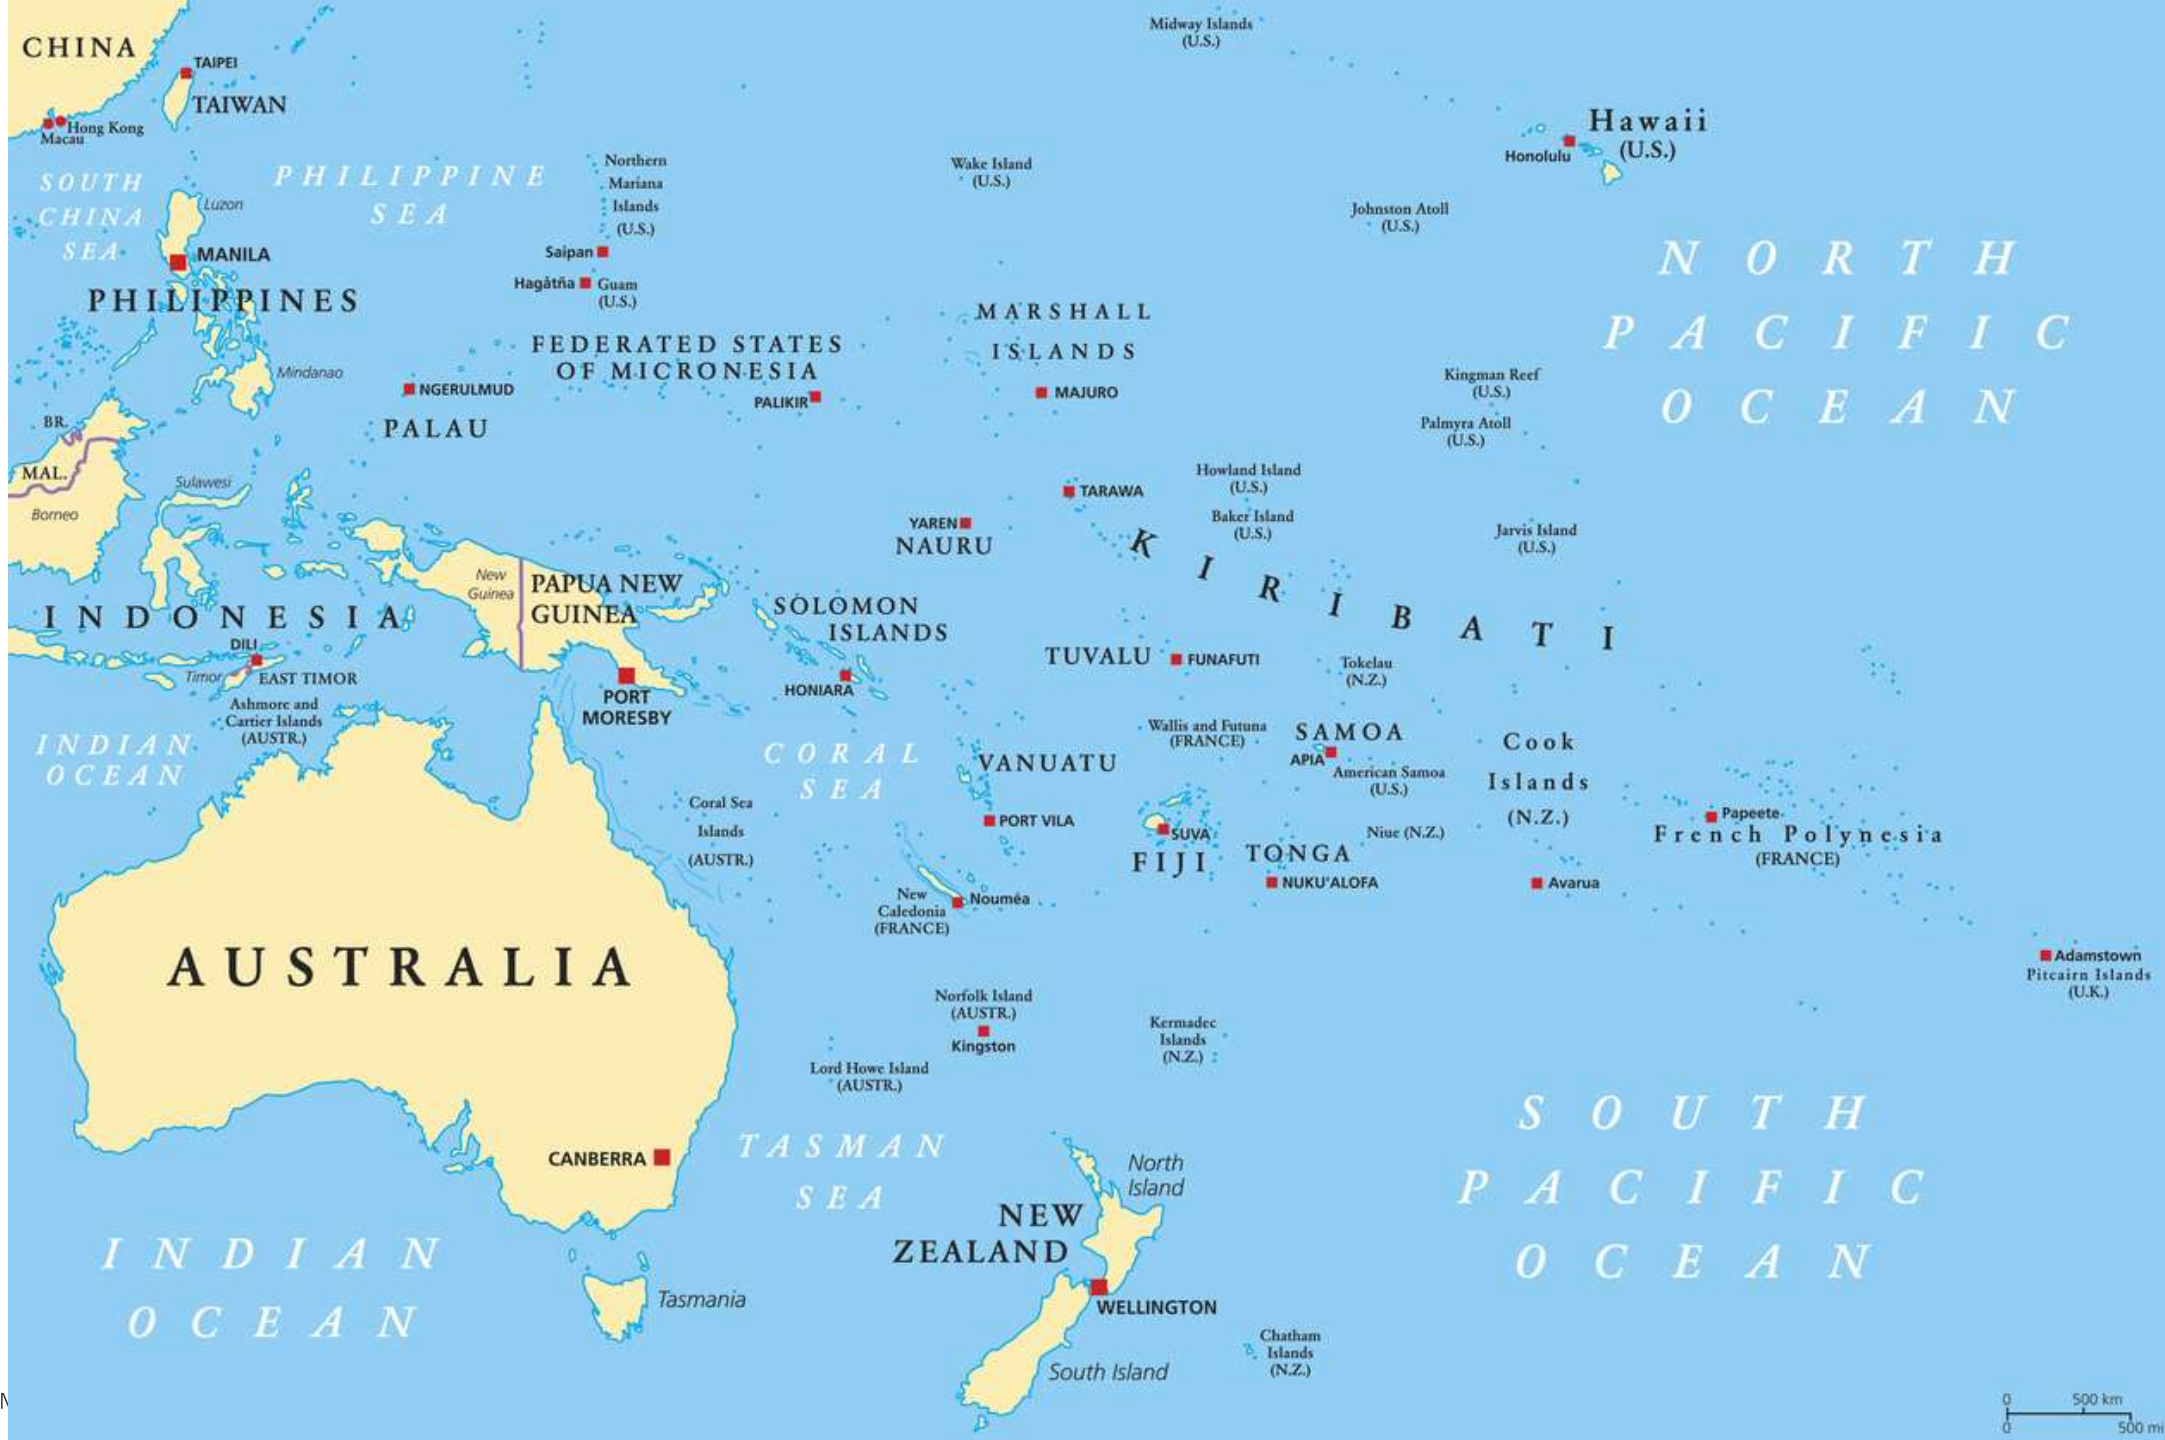 CHINA
TAIPEI
TAIWAN
Hong Kong
Macau
SOUTH
CHINA
SEA
PHILIPPINE
SEA
Luzon
MANILA
PHILIPPINES
Mindanao
Northern
Mariana
Islands
(U.S.)
Saipan
Hagåtña
Guam
(U.S.)
Midway Islands
(U.S.)
Wake Island
(U.S.)
Honolulu
Hawaii
(U.S.)
Johnston Atoll
(U.S.)
NORTH
PACIFIC
OCEAN
MARSHALL
ISLANDS
MAJURO
FEDERATED STATES
OF MICRONESIA
PALIKIR
NGERULMUD
PALAU
Kingman Reef
(U.S.)
Palmyra Atoll
(U.S.)
BR.
MAL.
Borneo
Sulawesi
Howland Island
(U.S.)
Baker Island
(U.S.)
Jarvis Island
(U.S.)
TARAWA
KIRIBATI
YAREN
NAURU
INDONESIA
New
Guinea
PAPUA NEW
GUINEA
PORT
MORESBY
SOLOMON
ISLANDS
HONIARA
DILI
Timor
EAST TIMOR
Ashmore and
Cartier Islands
(AUSTR.)
INDIAN
OCEAN
TUVALU
FUNAFUTI
Tokelau
(N.Z.)
Wallis and Futuna
(FRANCE)
SAMOA
APIA
American Samoa
(U.S.)
Cook
Islands
(N.Z.)
Avarua
CORAL
SEA
Coral Sea
Islands
(AUSTR.)
VANUATU
PORT VILA
SUVA
FIJI
TONGA
NUKU'ALOFA
Niue (N.Z.)
Papeete
French Polynesia
(FRANCE)
New
Caledonia
(FRANCE)
Nouméa
Adamstown
Pitcairn Islands
(U.K.)
AUSTRALIA
CANBERRA
Norfolk Island
(AUSTR.)
Kingston
Kermadec
Islands
(N.Z.)
Lord Howe Island
(AUSTR.)
TASMAN
SEA
SOUTH
PACIFIC
OCEAN
North
Island
NEW
ZEALAND
WELLINGTON
South Island
INDIAN
OCEAN
Tasmania
Chatham
Islands
(N.Z.)
0 500 km
0 500 mi